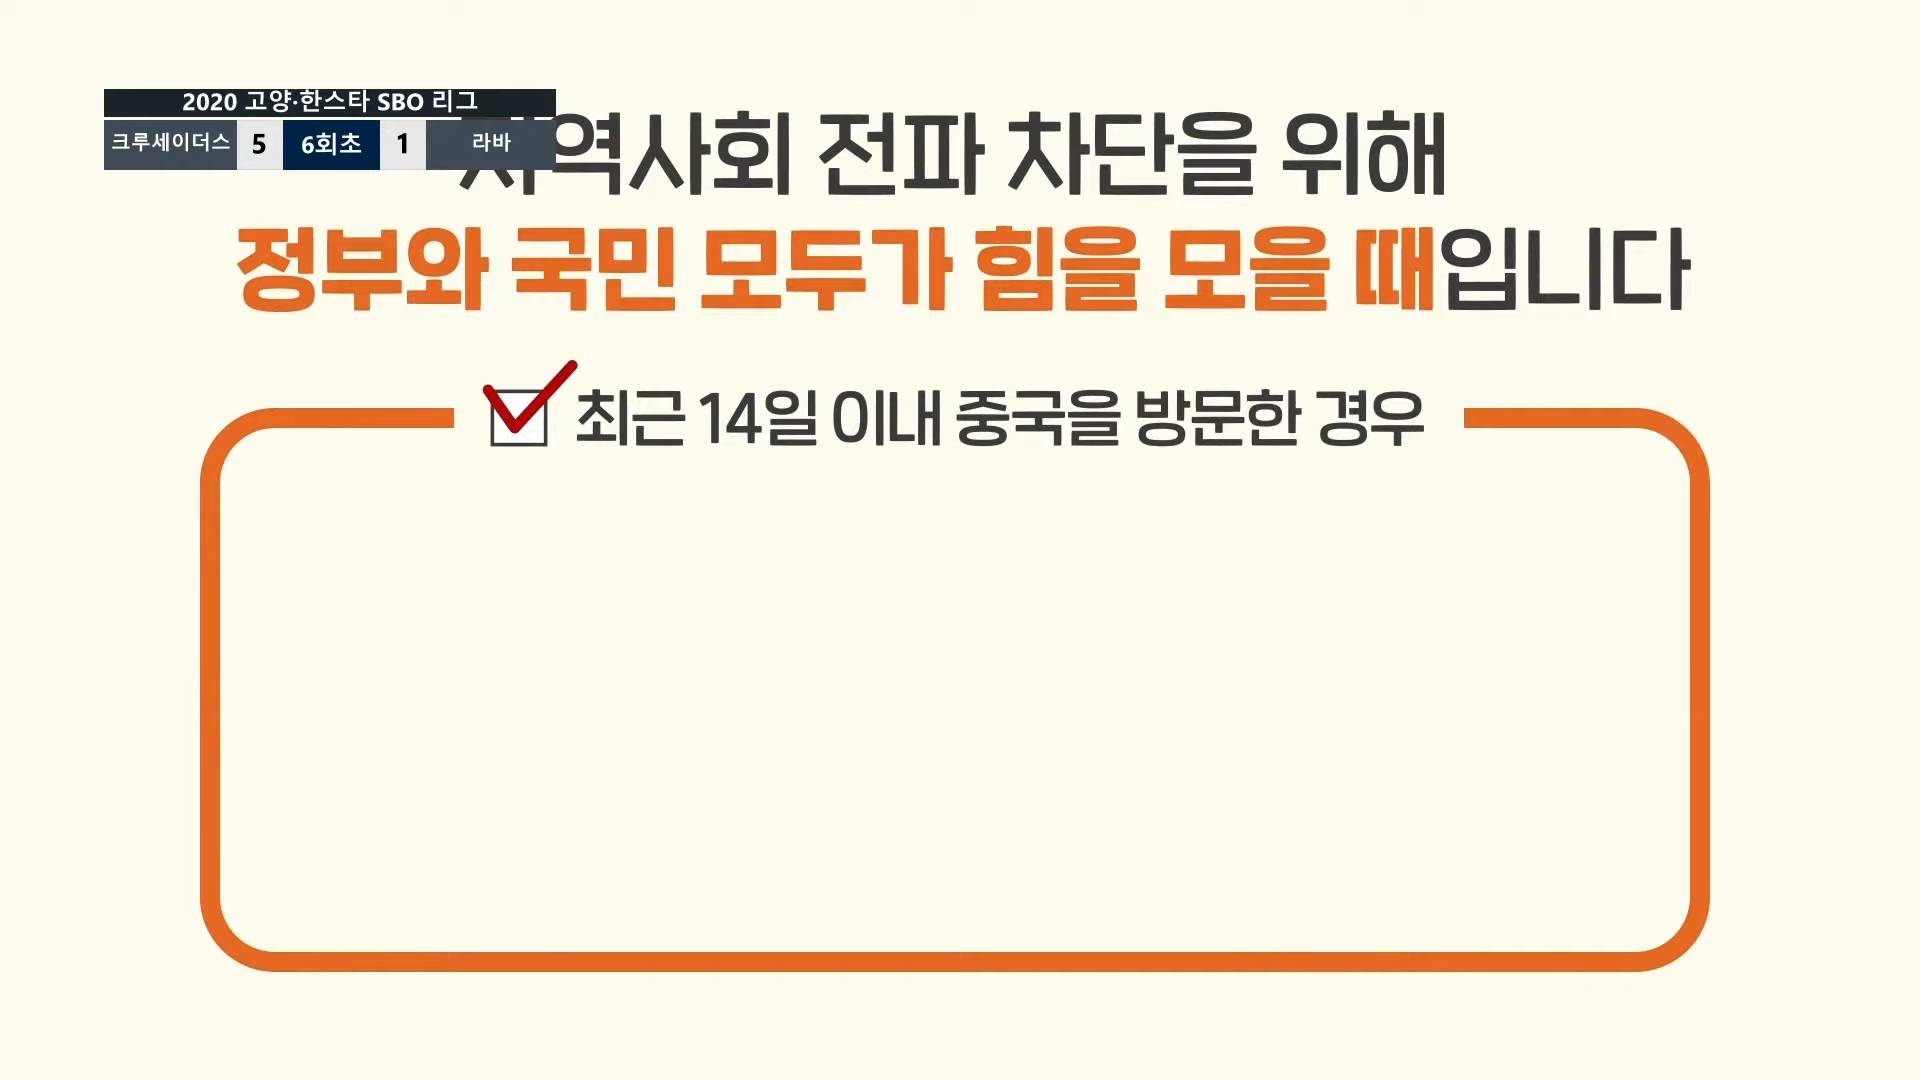 2020 고양·한스타 SBO 리그
크루세이더스 5 6회초 1 라바
지역사회 전파 차단을 위해
정부와 국민 모두가 힘을 모을 때입니다
최근 14일 이내 중국을 방문한 경우